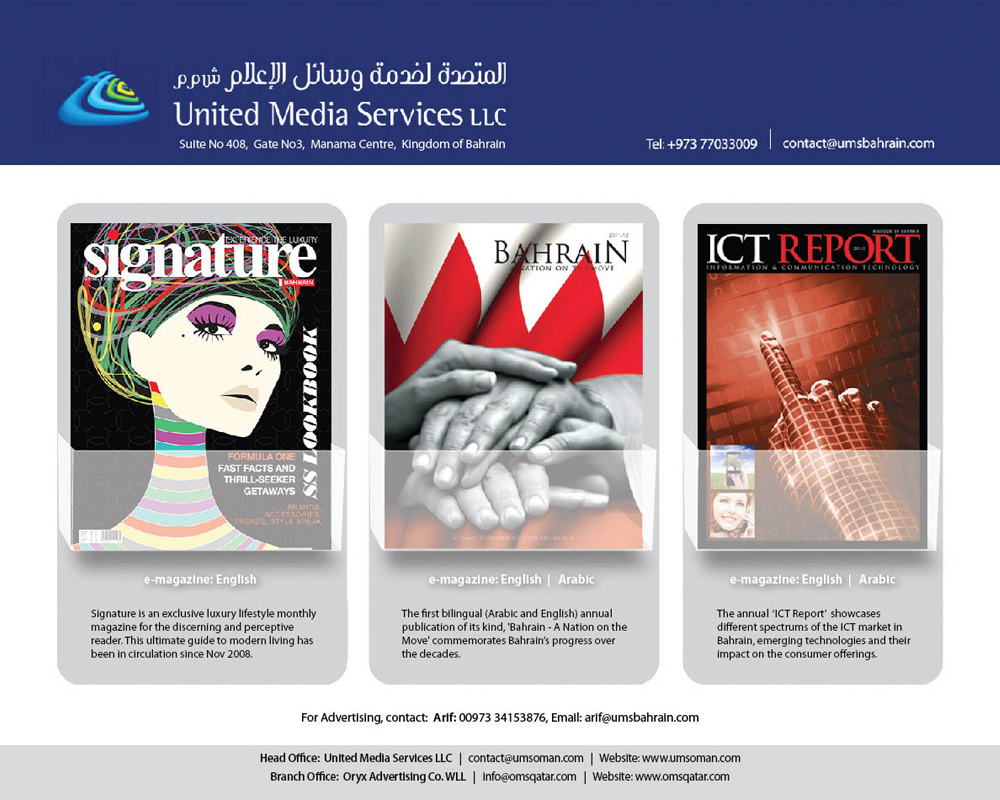 المتحدة لخدمة وسائل الإعلام ش.م.م
United Media Services LLC
Suite No 408, Gate No3, Manama Centre, Kingdom of Bahrain
Tel: +973 77033009 | contact@umsbahrain.com
EXPERIENCE THE LUXURY
signature
BAHRAIN
SS LOOKBOOK
FORMULA ONE
FAST FACTS AND
THRILL-SEEKER
GETAWAYS
BRANDS,
ACCESSORIES,
TRENDS, STYLE SPEAK
2011-12
BAHRAIN
A NATION ON THE MOVE
KINGDOM OF BAHRAIN
ICT REPORT
INFORMATION & COMMUNICATION TECHNOLOGY
e-magazine: English
e-magazine: English | Arabic
e-magazine: English | Arabic
Signature is an exclusive luxury lifestyle monthly
magazine for the discerning and perceptive
reader. This ultimate guide to modern living has
been in circulation since Nov 2008.
The first bilingual (Arabic and English) annual
publication of its kind, 'Bahrain - A Nation on the
Move' commemorates Bahrain's progress over
the decades.
The annual 'ICT Report' showcases
different spectrums of the ICT market in
Bahrain, emerging technologies and their
impact on the consumer offerings.
For Advertising, contact: Arif: 00973 34153876, Email: arif@umsbahrain.com
Head Office: United Media Services LLC | contact@umsoman.com | Website: www.umsoman.com
Branch Office: Oryx Advertising Co. WLL | info@omsqatar.com | Website: www.omsqatar.com